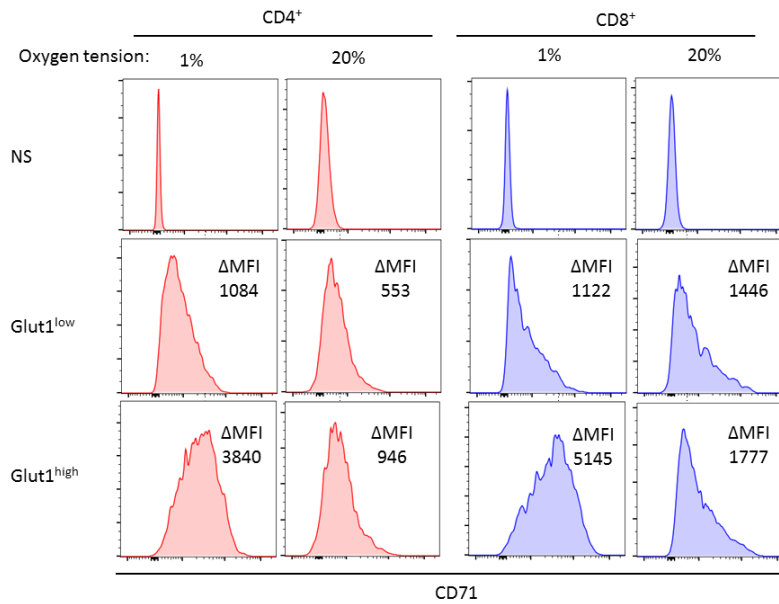 CD4⁺ CD8⁺
Oxygen tension: 1% 20% 1% 20%
NS
Glut1ˡᵒʷ
ΔMFI ΔMFI ΔMFI ΔMFI
1084 553 1122 1446
Glut1ʰⁱᵍʰ
ΔMFI ΔMFI ΔMFI ΔMFI
3840 946 5145 1777
CD71